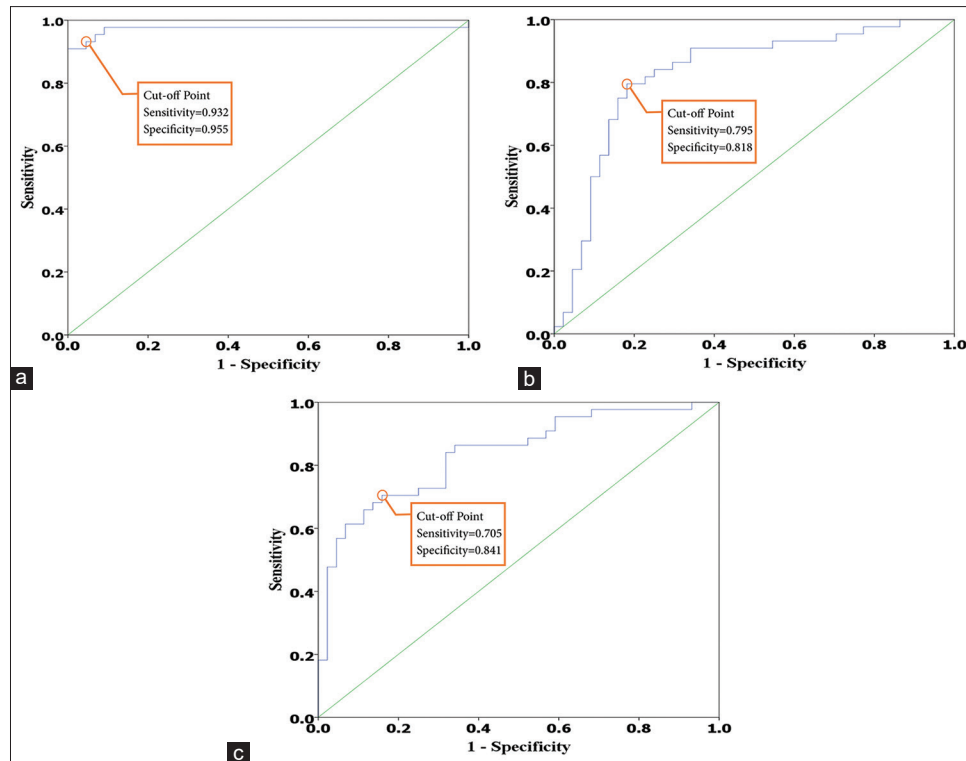 1.0
0.8
Cut-off Point
Sensitivity=0.932
Specificity=0.955
0.6
Sensitivity
0.4
0.2
0.0
0.0 0.2 0.4 0.6 0.8 1.0
1 - Specificity
a
1.0
0.8
Cut-off Point
Sensitivity=0.795
Specificity=0.818
0.6
Sensitivity
0.4
0.2
0.0
0.0 0.2 0.4 0.6 0.8 1.0
1 - Specificity
b
1.0
0.8
Cut-off Point
Sensitivity=0.705
Specificity=0.841
0.6
Sensitivity
0.4
0.2
0.0
0.0 0.2 0.4 0.6 0.8 1.0
1 - Specificity
c